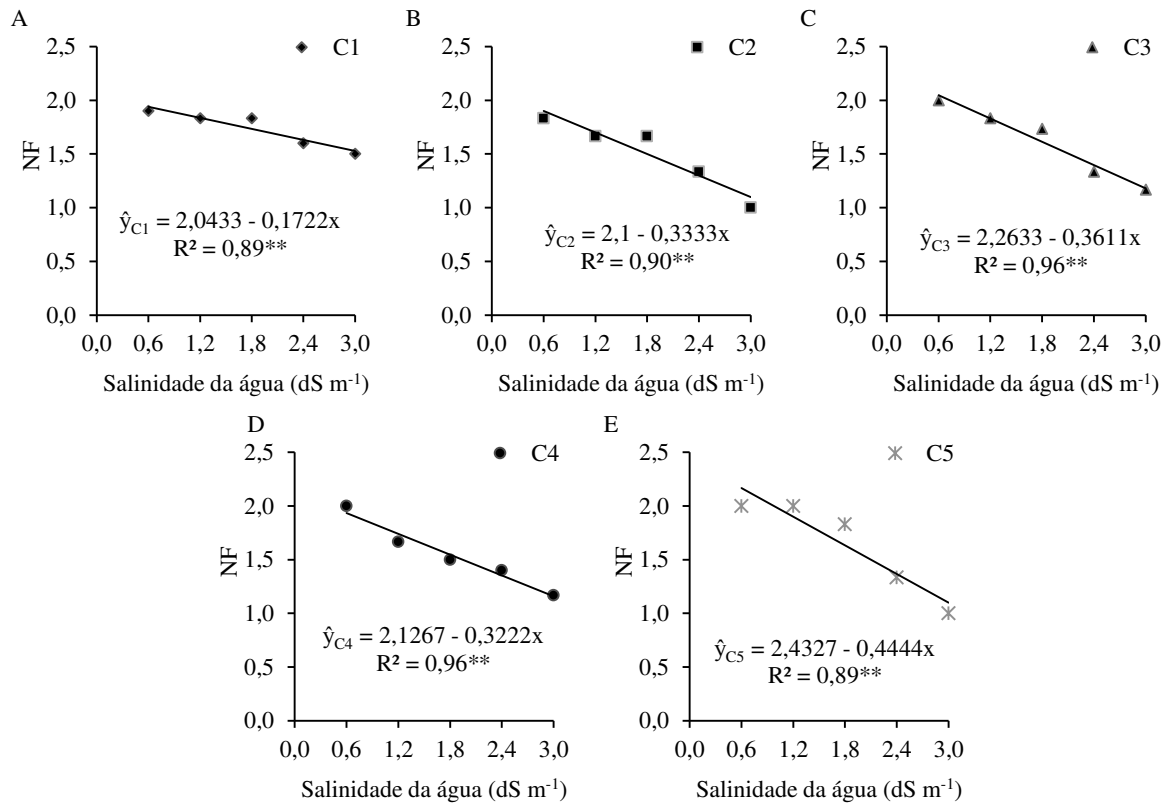 A
C1
2,5
2,0
1,5
1,0
0,5
0,0
NF
ŷC1 = 2,0433 - 0,1722x
R² = 0,89**
0,0 0,6 1,2 1,8 2,4 3,0
Salinidade da água (dS m-1)
B
C2
2,5
2,0
1,5
1,0
0,5
0,0
NF
ŷC2 = 2,1 - 0,3333x
R² = 0,90**
0,0 0,6 1,2 1,8 2,4 3,0
Salinidade da água (dS m-1)
C
C3
2,5
2,0
1,5
1,0
0,5
0,0
NF
ŷC3 = 2,2633 - 0,3611x
R² = 0,96**
0,0 0,6 1,2 1,8 2,4 3,0
Salinidade da água (dS m-1)
D
C4
2,5
2,0
1,5
1,0
0,5
0,0
NF
ŷC4 = 2,1267 - 0,3222x
R² = 0,96**
0,0 0,6 1,2 1,8 2,4 3,0
Salinidade da água (dS m-1)
E
C5
2,5
2,0
1,5
1,0
0,5
0,0
NF
ŷC5 = 2,4327 - 0,4444x
R² = 0,89**
0,0 0,6 1,2 1,8 2,4 3,0
Salinidade da água (dS m-1)